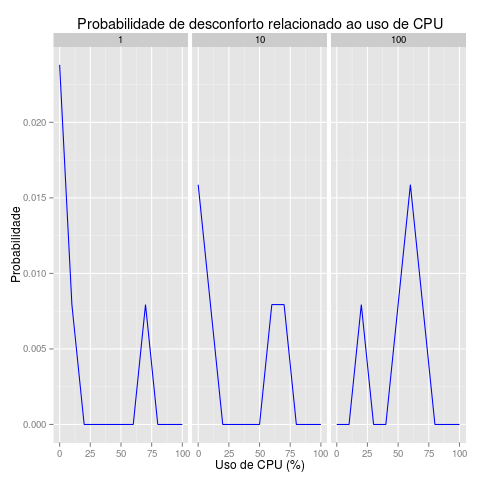 Probabilidade de desconforto relacionado ao uso de CPU
1 10 100
Probabilidade
0.020
0.015
0.010
0.005
0.000
0 25 50 75 100 0 25 50 75 100 0 25 50 75 100
Uso de CPU (%)